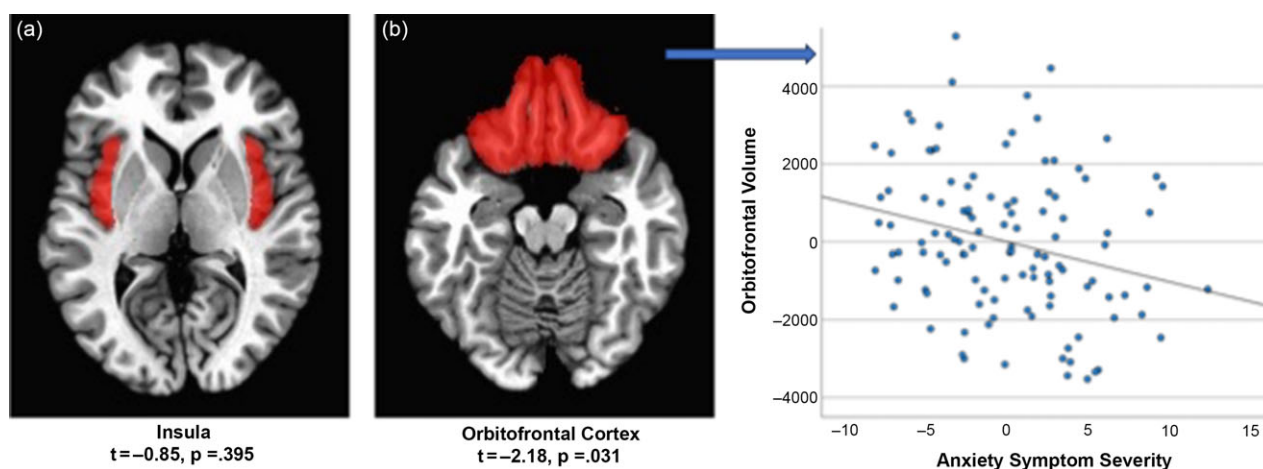 (a)
(b)
Insula
t = –0.85, p =.395
Orbitofrontal Cortex
t = –2.18, p =.031
Orbitofrontal Volume
4000
2000
0
–2000
–4000
–10 –5 0 5 10 15
Anxiety Symptom Severity